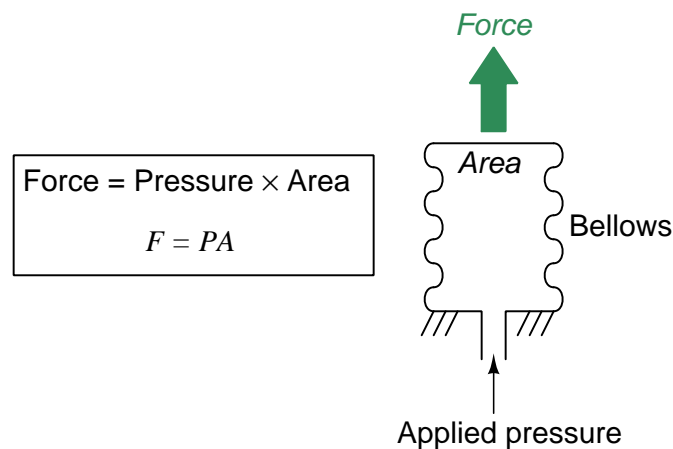 Force
Area
Force = Pressure × Area
F = PA
Bellows
Applied pressure